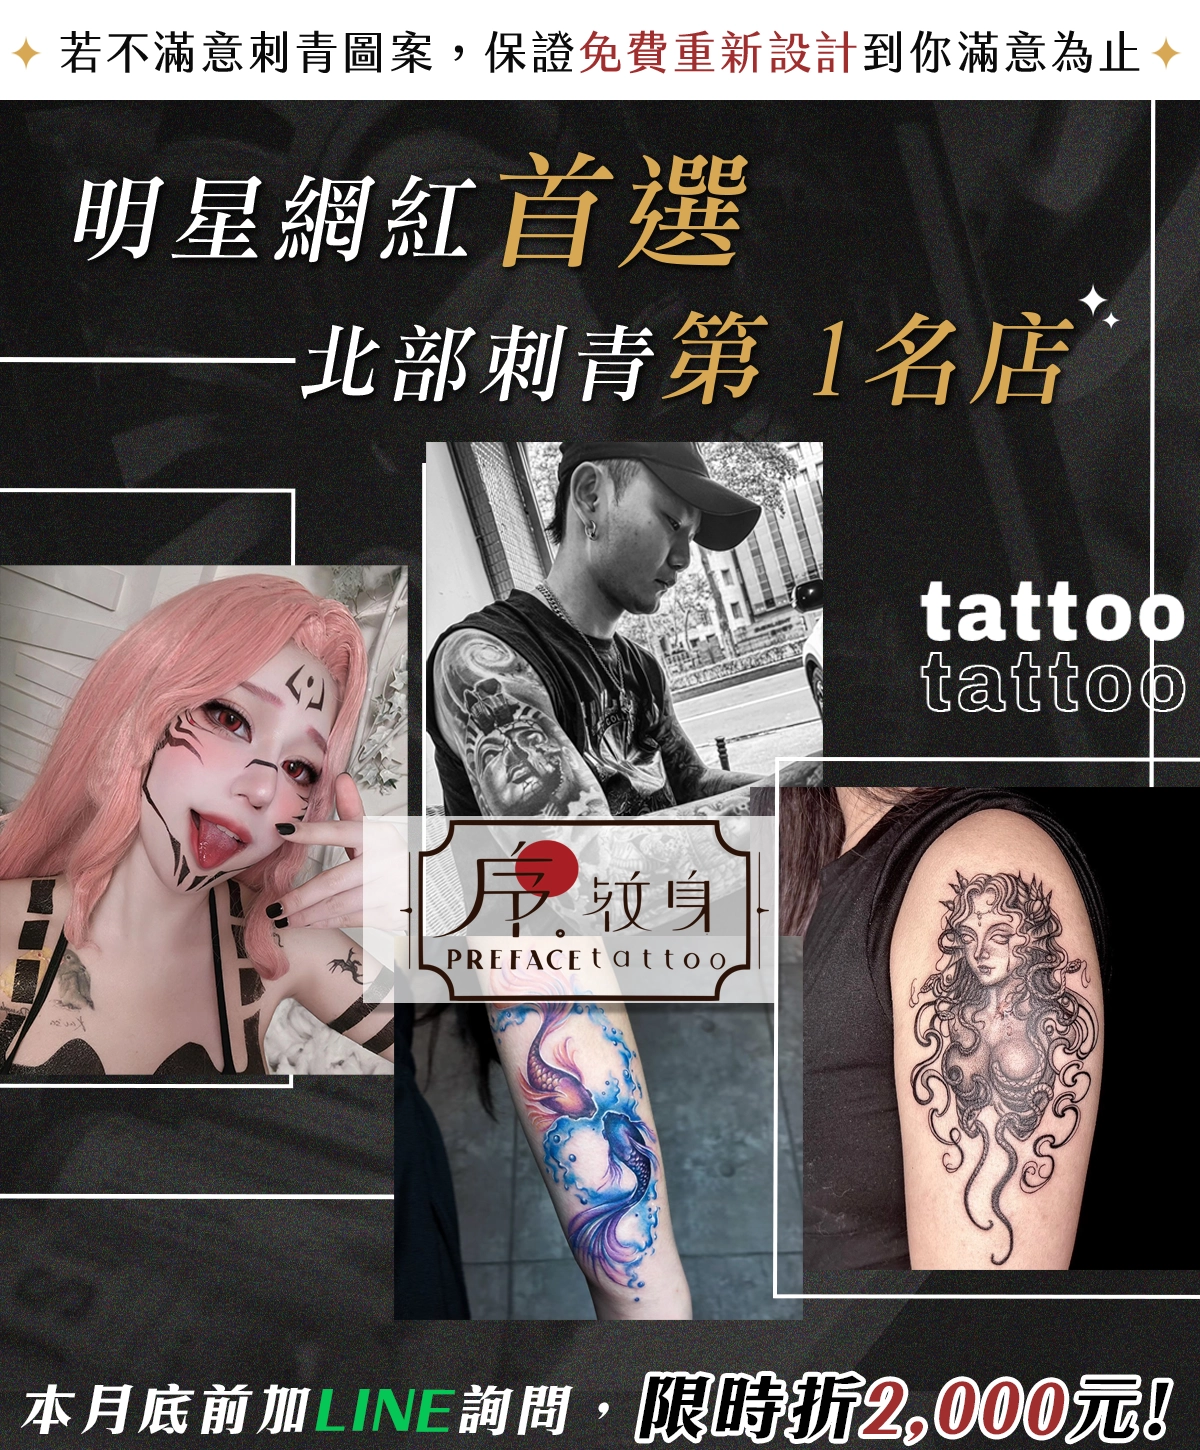 若不滿意刺青圖案，保證免費重新設計到你滿意為止
明星網紅首選
北部刺青第 1名店
tattoo
tattoo
序。紋身
PREFACE tattoo
本月底前加LINE詢問，限時折2,000元!